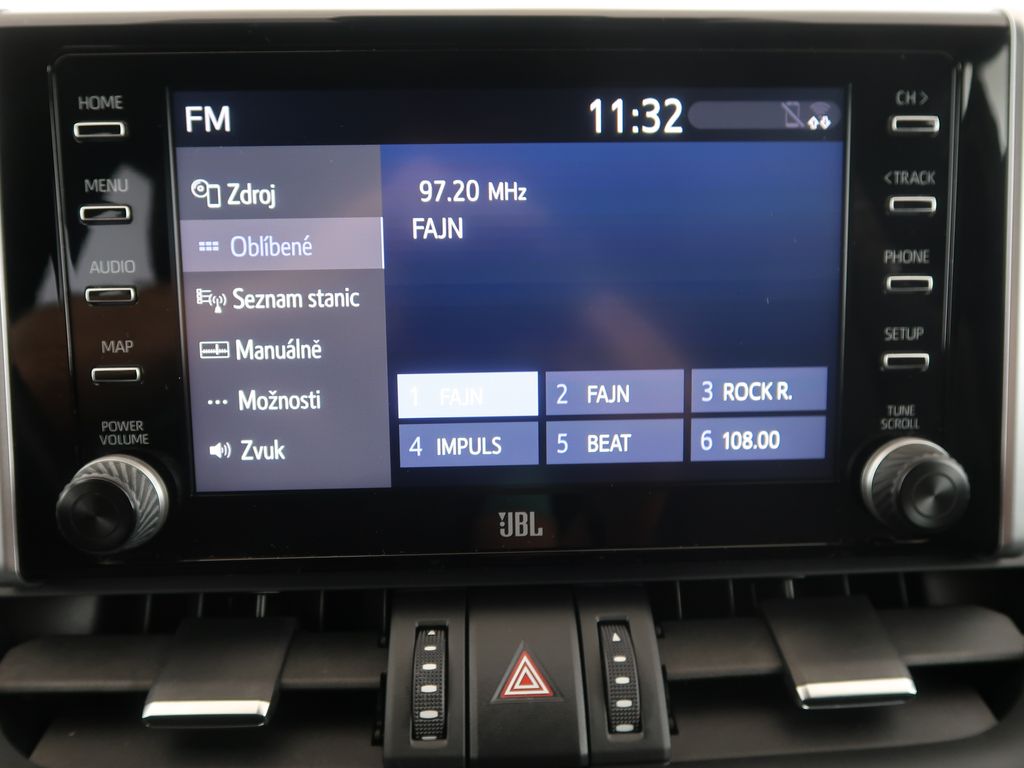 HOME
MENU
AUDIO
MAP
POWER
VOLUME
FM
11:32
Zdroj
Oblíbené
Seznam stanic
Manuálně
Možnosti
Zvuk
97.20 MHz
FAJN
1 FAJN
2 FAJN
3 ROCK R.
4 IMPULS
5 BEAT
6 108.00
JBL
CH >
< TRACK
PHONE
SETUP
TUNE
SCROLL